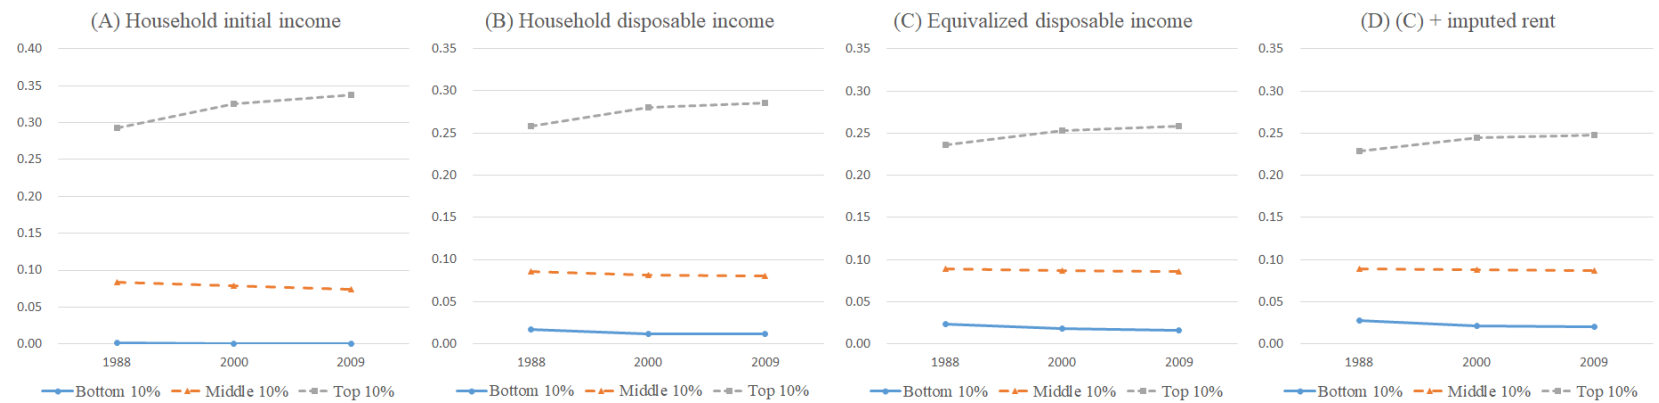 (A) Household initial income
0.40
0.35
0.30
0.25
0.20
0.15
0.10
0.05
0.00
1988 2000 2009
Bottom 10% Middle 10% Top 10%
(B) Household disposable income
0.35
0.30
0.25
0.20
0.15
0.10
0.05
0.00
1988 2000 2009
Bottom 10% Middle 10% Top 10%
(C) Equivalized disposable income
0.35
0.30
0.25
0.20
0.15
0.10
0.05
0.00
1988 2000 2009
Bottom 10% Middle 10% Top 10%
(D) (C) + imputed rent
0.35
0.30
0.25
0.20
0.15
0.10
0.05
0.00
1988 2000 2009
Bottom 10% Middle 10% Top 10%